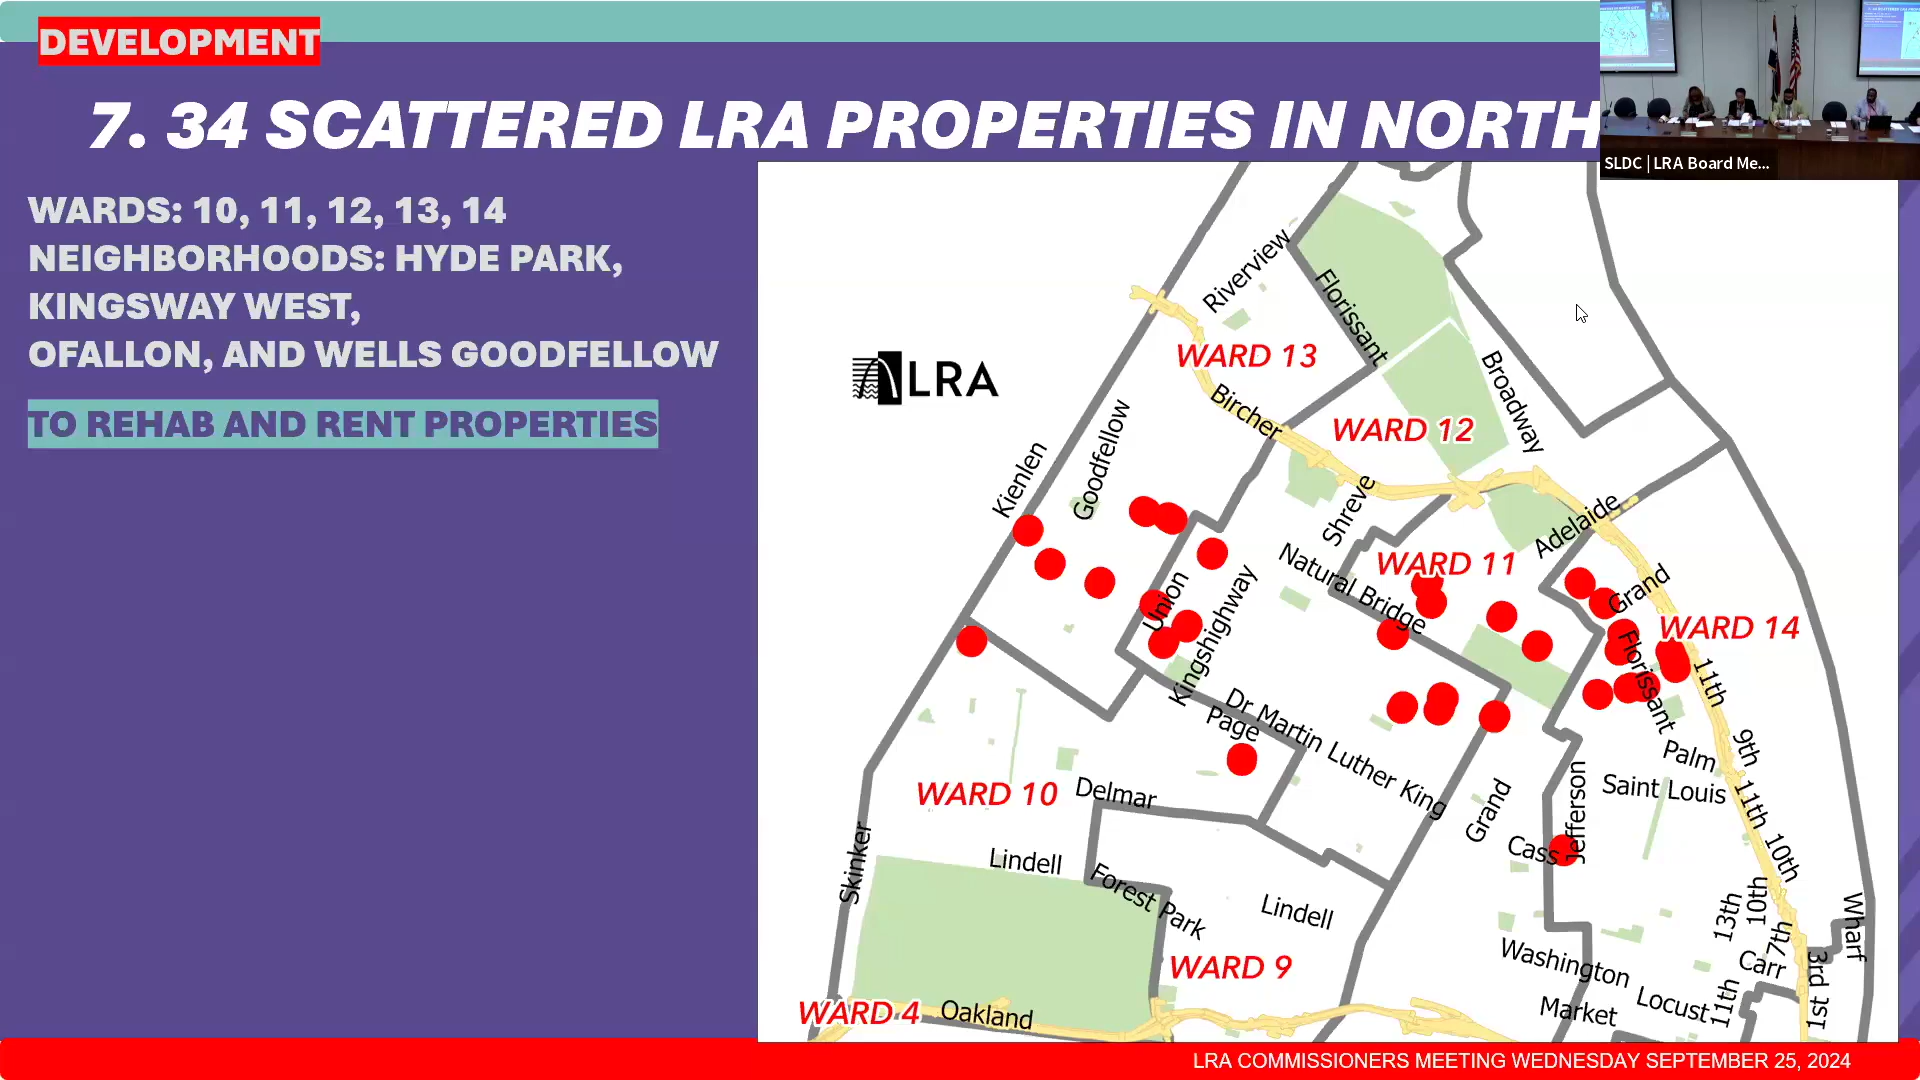 DEVELOPMENT
7. 34 SCATTERED LRA PROPERTIES IN NORTH
SLDC | LRA Board Me...
WARDS: 10, 11, 12, 13, 14
NEIGHBORHOODS: HYDE PARK,
KINGSWAY WEST,
OFALLON, AND WELLS GOODFELLOW
TO REHAB AND RENT PROPERTIES
LRA
Riverview
Florissant
WARD 13
Broadway
Bircher
WARD 12
Goodfellow
Kienlen
Shreve
Adelaide
Natural Bridge
WARD 11
Union
Kingshighway
Grand
WARD 14
Florissant
11th
Dr Martin Luther King
Page
Palm
9th
Saint Louis
WARD 10
Delmar
Grand
Jefferson
11th
10th
Cass
Skinker
Lindell
Forest Park
Lindell
13th
10th
7th
Wharf
WARD 9
Washington
Carr
3rd
Locust
11th
1st
WARD 4
Oakland
Market
LRA COMMISSIONERS MEETING WEDNESDAY SEPTEMBER 25, 2024